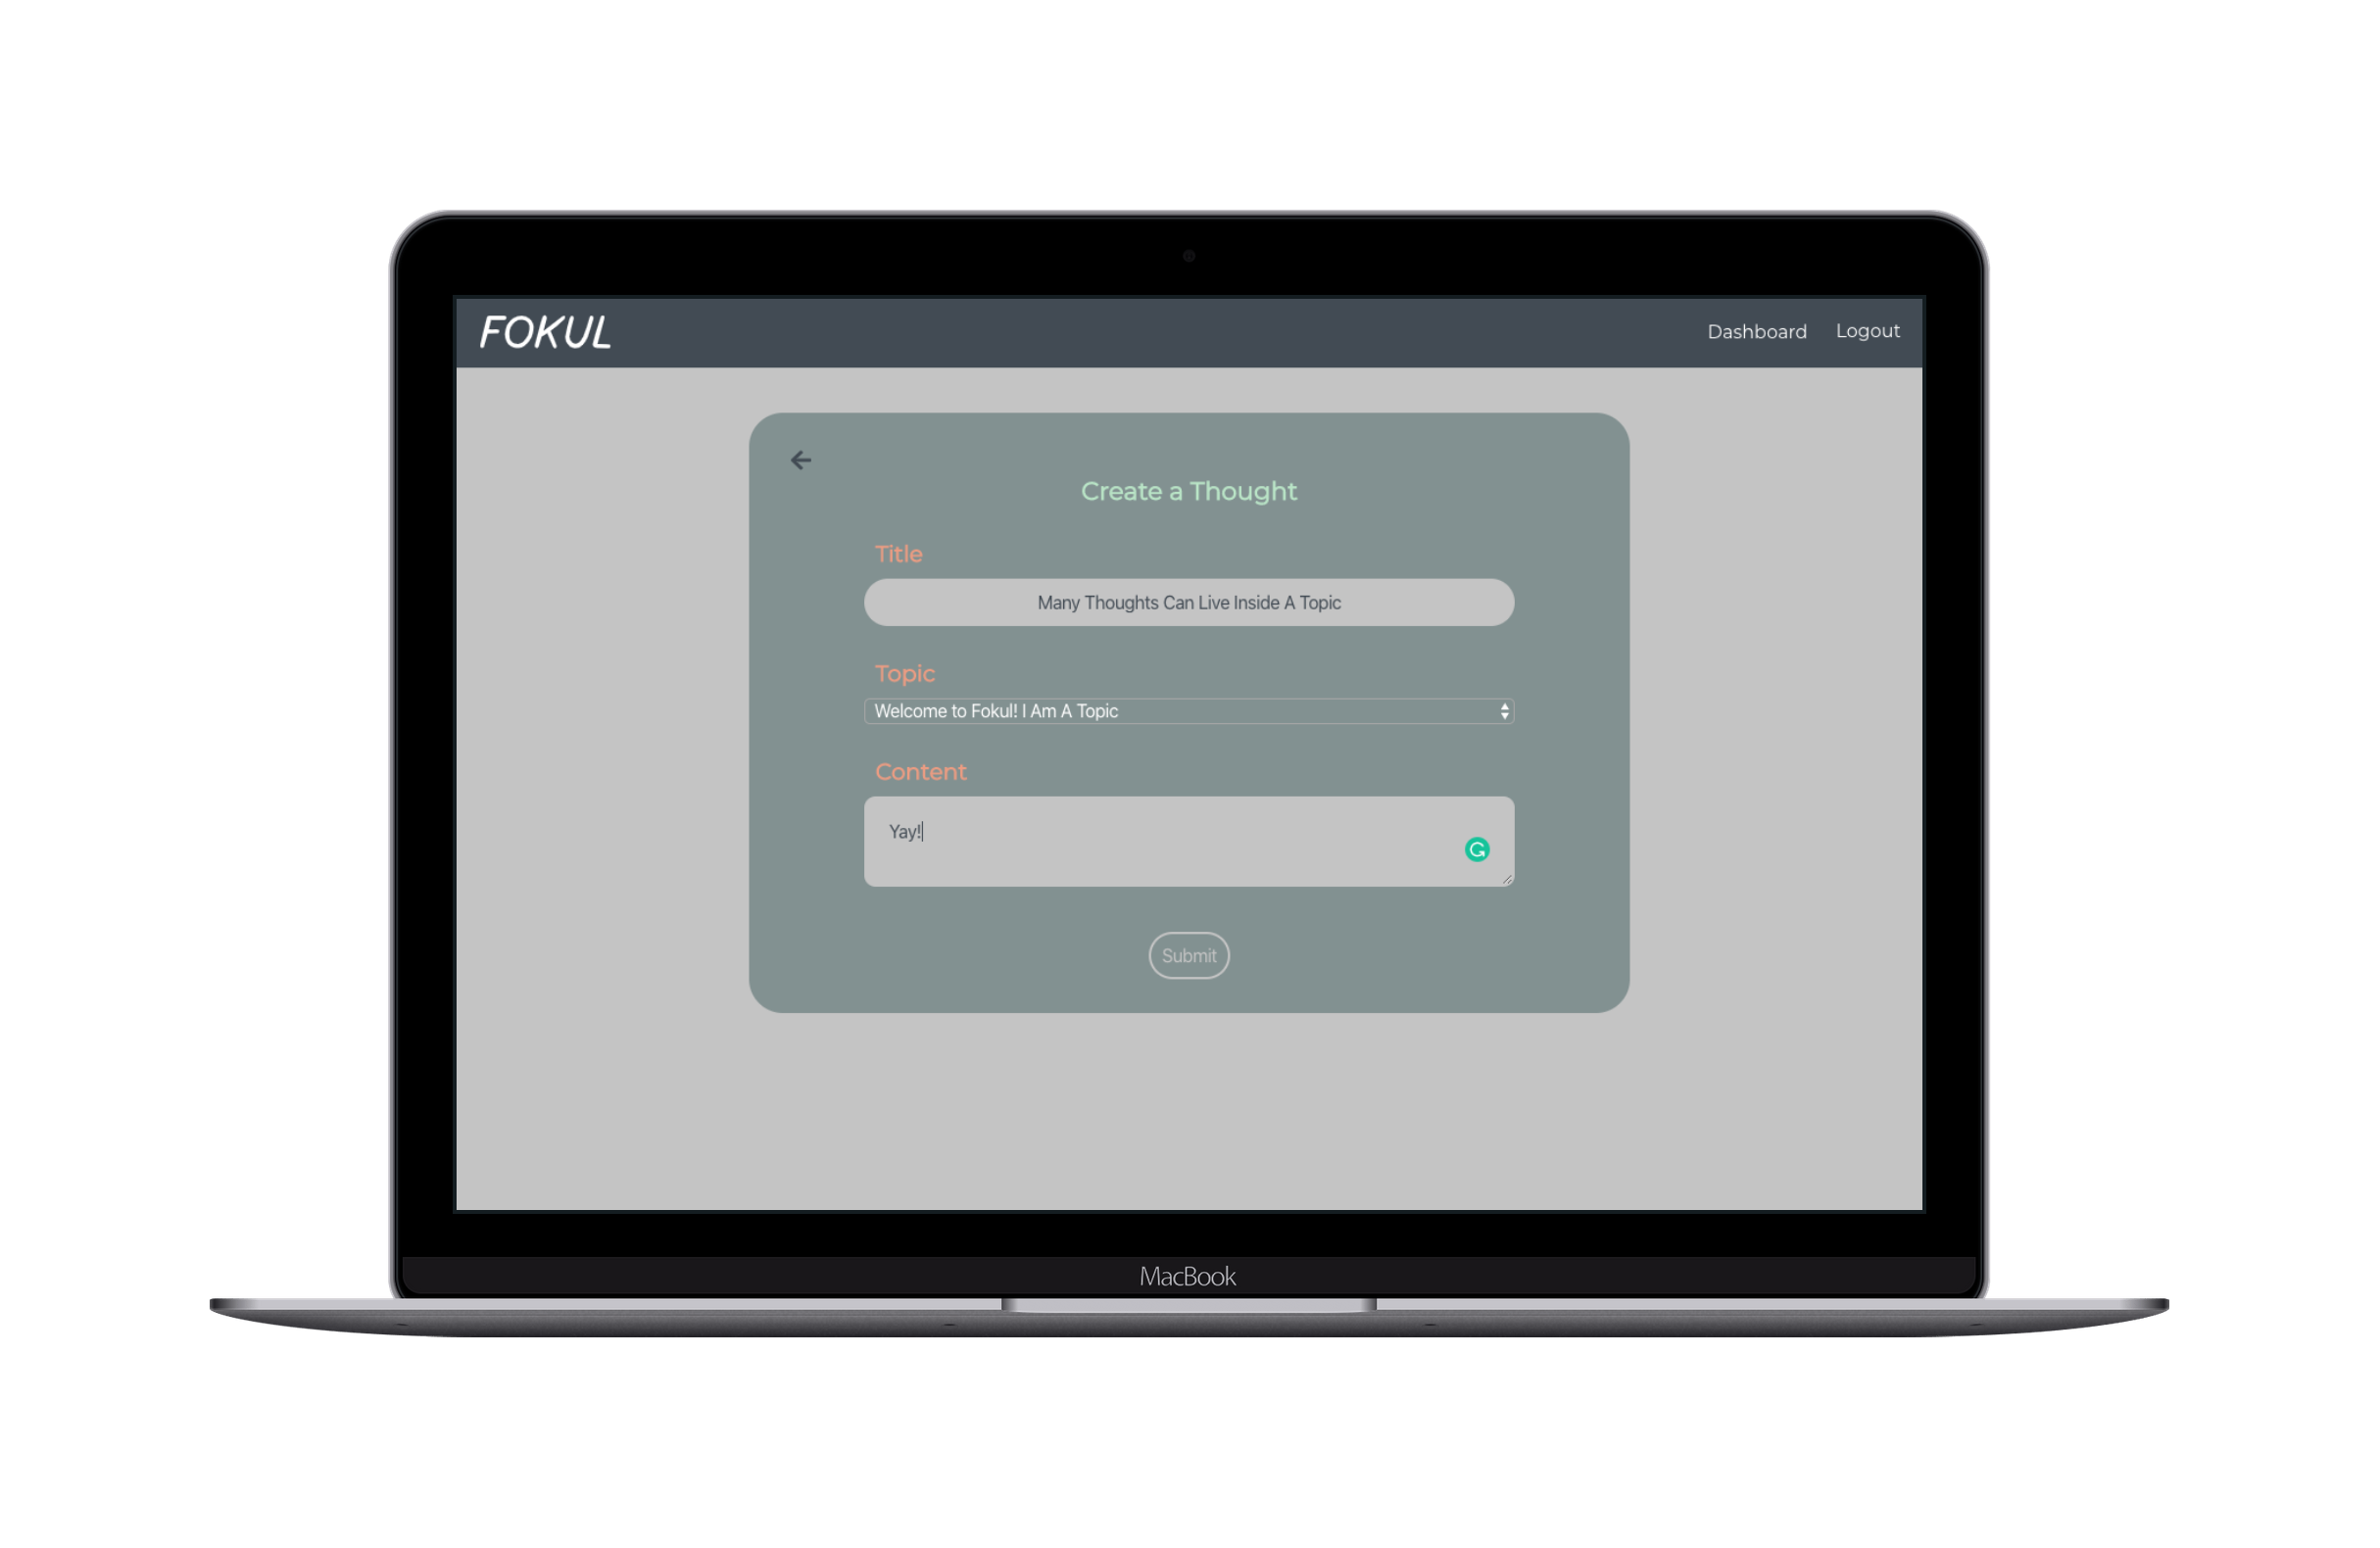 FOKUL
Dashboard
Logout
Create a Thought
Title
Many Thoughts Can Live Inside A Topic
Topic
Welcome to Fokul! I Am A Topic
Content
Yay!
Submit
MacBook